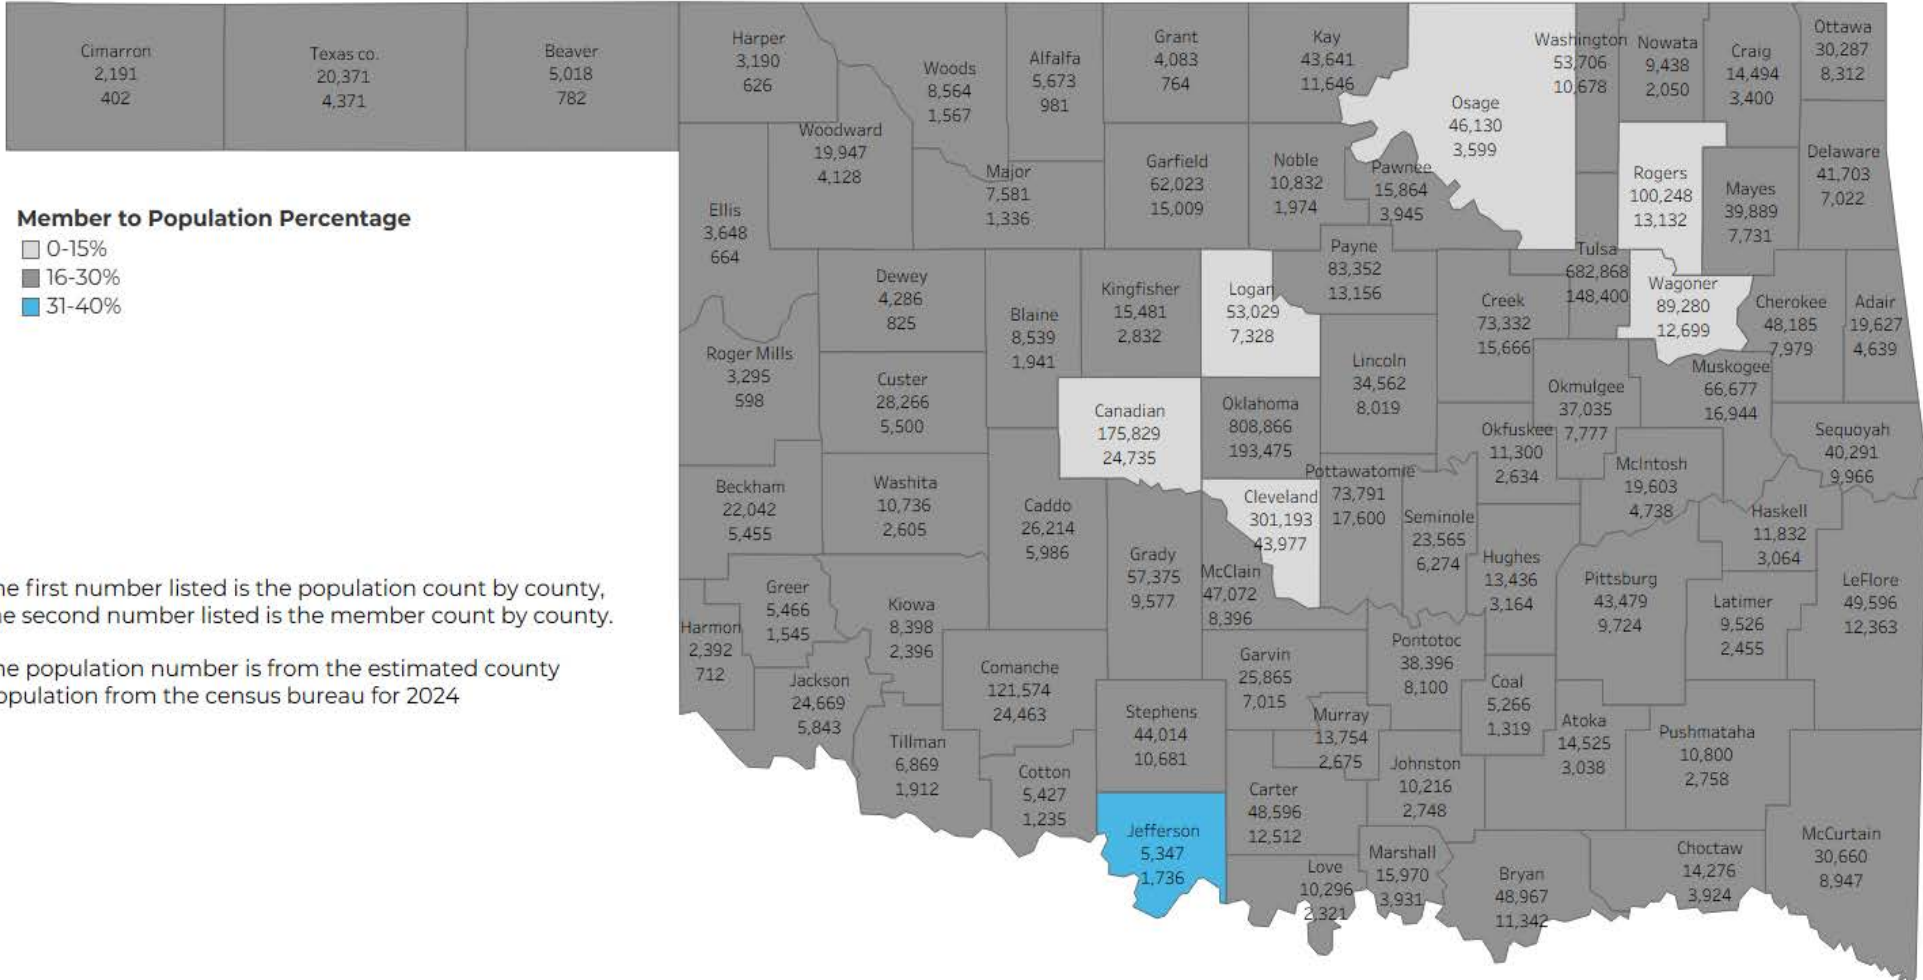 Cimarron
2,191
402
Texas co.
20,371
4,371
Beaver
5,018
782
Harper
3,190
626
Woods
8,564
1,567
Alfalfa
5,673
981
Grant
4,083
764
Kay
43,641
11,646
Osage
46,130
3,599
Washington
53,706
10,678
Nowata
9,438
2,050
Craig
14,494
3,400
Ottawa
30,287
8,312
Woodward
19,947
4,128
Major
7,581
1,336
Garfield
62,023
15,009
Noble
10,832
1,974
Pawnee
15,864
3,945
Rogers
100,248
13,132
Mayes
39,889
7,731
Delaware
41,703
7,022
Member to Population Percentage
0-15%
16-30%
31-40%
Ellis
3,648
664
Dewey
4,286
825
Blaine
8,539
1,941
Kingfisher
15,481
2,832
Logan
53,029
7,328
Payne
83,352
13,156
Creek
73,332
15,666
Tulsa
682,868
148,400
Wagoner
89,280
12,699
Cherokee
48,185
7,979
Adair
19,627
4,639
Roger Mills
3,295
598
Custer
28,266
5,500
Canadian
175,829
24,735
Oklahoma
808,866
193,475
Lincoln
34,562
8,019
Okfuskee
11,300
2,634
Okmulgee
37,035
7,777
Muskogee
66,677
16,944
McIntosh
19,603
4,738
Sequoyah
40,291
9,966
Beckham
22,042
5,455
Washita
10,736
2,605
Caddo
26,214
5,986
Grady
57,375
9,577
McClain
47,072
8,396
Cleveland
301,193
43,977
Pottawatomie
73,791
17,600
Seminole
23,565
6,274
Hughes
13,436
3,164
Pittsburg
43,479
9,724
Haskell
11,832
3,064
Latimer
9,526
2,455
LeFlore
49,596
12,363
he first number listed is the population count by county,
he second number listed is the member count by county.
he population number is from the estimated county
opulation from the census bureau for 2024
Harmon
2,392
712
Greer
5,466
1,545
Kiowa
8,398
2,396
Jackson
24,669
5,843
Tillman
6,869
1,912
Comanche
121,574
24,463
Cotton
5,427
1,235
Stephens
44,014
10,681
Jefferson
5,347
1,736
Garvin
25,865
7,015
Murray
13,754
2,675
Carter
48,596
12,512
Love
10,296
2,321
Pontotoc
38,396
8,100
Johnston
10,216
2,748
Marshall
15,970
3,931
Coal
5,266
1,319
Atoka
14,525
3,038
Bryan
48,967
11,342
Pushmataha
10,800
2,758
Choctaw
14,276
3,924
McCurtain
30,660
8,947